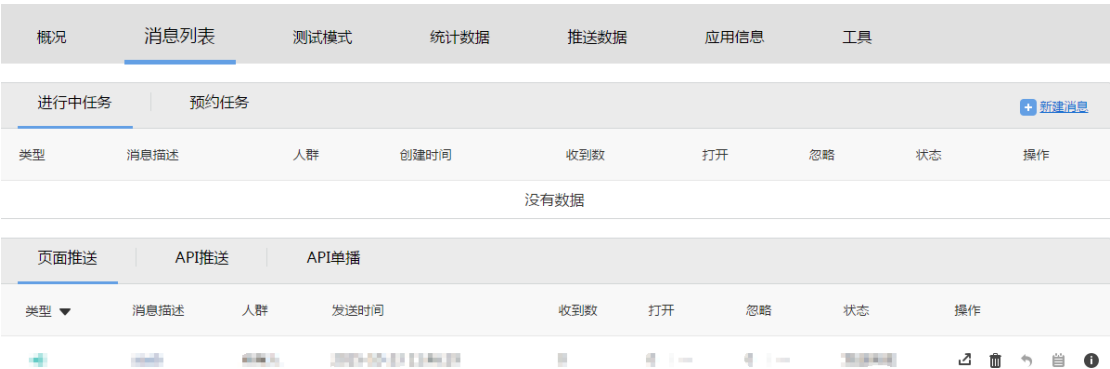 概况 消息列表 测试模式 统计数据 推送数据 应用信息 工具
进行中任务 预约任务 新建消息
类型 消息描述 人群 创建时间 收到数 打开 忽略 状态 操作
没有数据
页面推送 API推送 API单播
类型 消息描述 人群 发送时间 收到数 打开 忽略 状态 操作